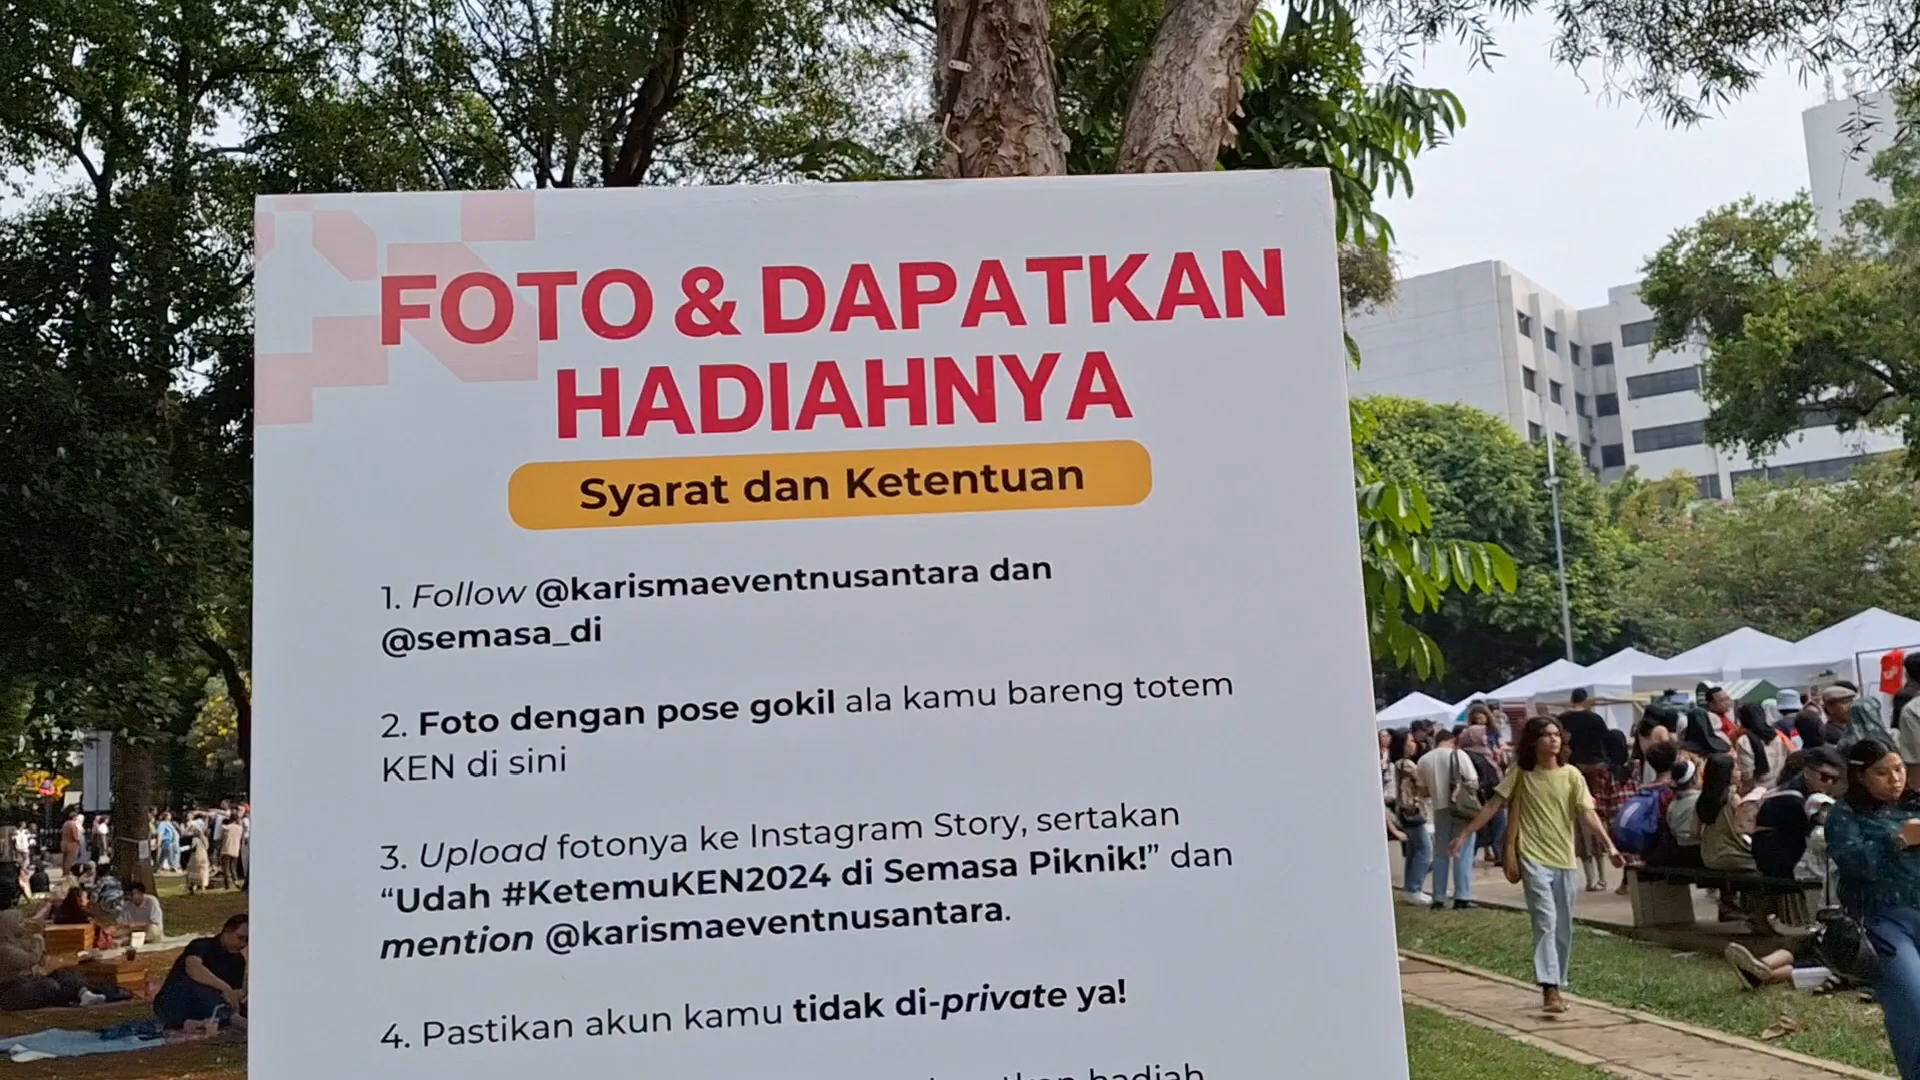 FOTO & DAPATKAN
HADIAHNYA
Syarat dan Ketentuan
1. Follow @karismaeventnusantara dan
@semasa_di
2. Foto dengan pose gokil ala kamu bareng totem
KEN di sini
3. Upload fotonya ke Instagram Story, sertakan
“Udah #KetemuKEN2024 di Semasa Piknik!” dan
mention @karismaeventnusantara.
4. Pastikan akun kamu tidak di-private ya!
hadiah